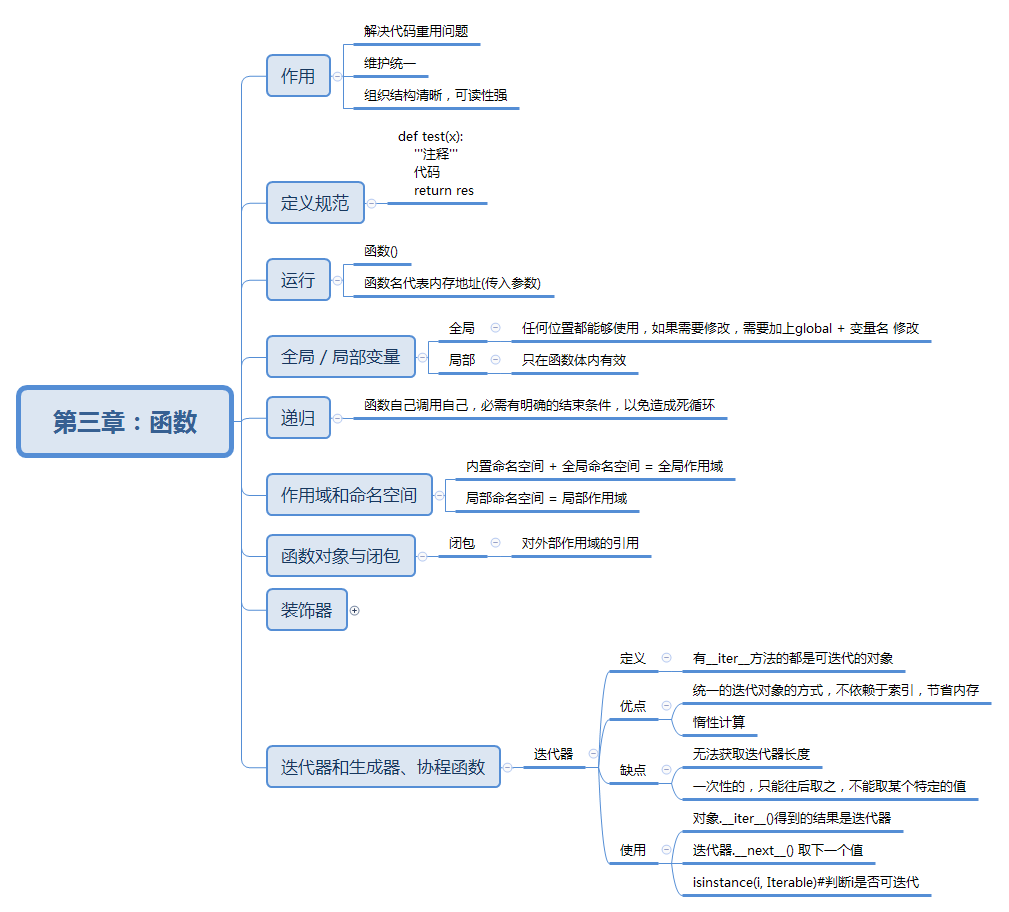 第三章：函数
作用
解决代码重用问题
维护统一
组织结构清晰，可读性强
定义规范
def test(x):
'''注释'''
代码
return res
运行
函数()
函数名代表内存地址(传入参数)
全局 / 局部变量
全局
任何位置都能够使用，如果需要修改，需要加上global + 变量名 修改
局部
只在函数体内有效
递归
函数自己调用自己，必需有明确的结束条件，以免造成死循环
作用域和命名空间
内置命名空间 + 全局命名空间 = 全局作用域
局部命名空间 = 局部作用域
函数对象与闭包
闭包
对外部作用域的引用
装饰器
迭代器和生成器、协程函数
迭代器
定义
有__iter__方法的都是可迭代的对象
优点
统一的迭代对象的方式，不依赖于索引，节省内存
惰性计算
缺点
无法获取迭代器长度
一次性的，只能往后取之，不能取某个特定的值
使用
对象.__iter__()得到的结果是迭代器
迭代器.__next__() 取下一个值
isinstance(i, Iterable)#判断i是否可迭代